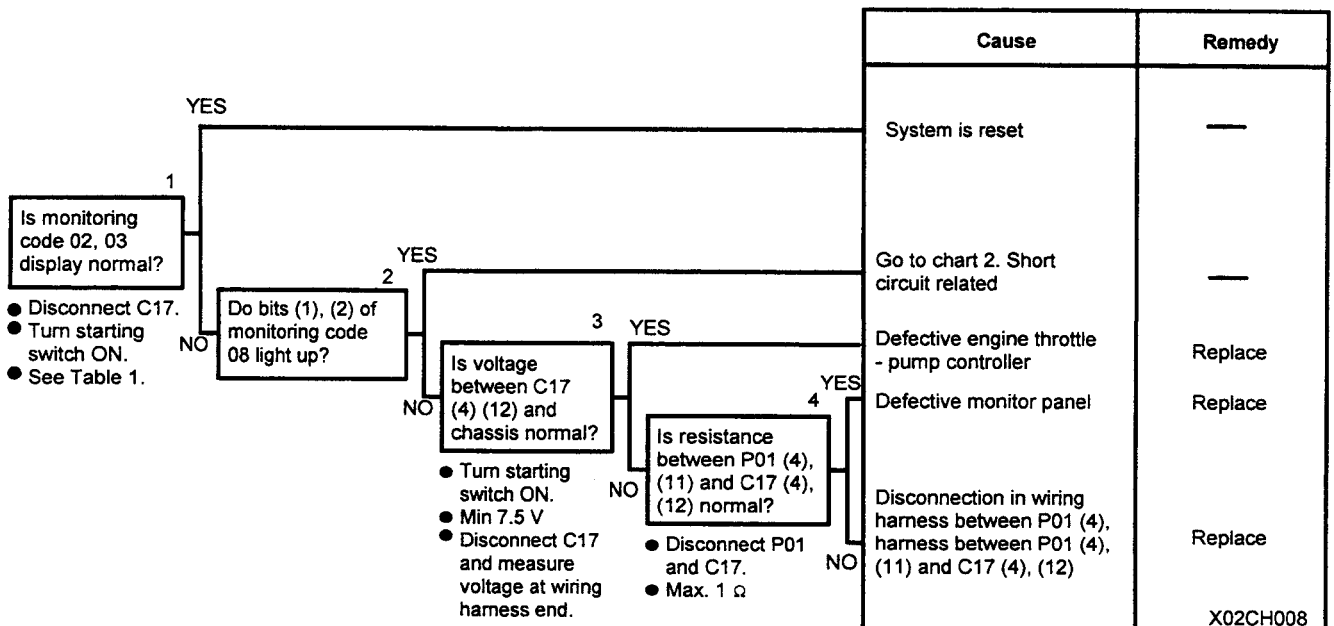 Cause
Remedy
YES
System is reset
—
1
Is monitoring
code 02, 03
display normal?
● Disconnect C17.
● Turn starting
switch ON.
● See Table 1.
NO
2
Do bits (1), (2) of
monitoring code
08 light up?
YES
Go to chart 2. Short
circuit related
—
NO
3
Is voltage
between C17
(4) (12) and
chassis normal?
● Turn starting
switch ON.
● Min 7.5 V
● Disconnect C17
and measure
voltage at wiring
harness end.
YES
Defective engine throttle
- pump controller
Replace
NO
4
Is resistance
between P01 (4),
(11) and C17 (4),
(12) normal?
● Disconnect P01
and C17.
● Max. 1 Ω
YES
Defective monitor panel
Replace
NO
Disconnection in wiring
harness between P01 (4),
harness between P01 (4),
(11) and C17 (4), (12)
Replace
X02CH008